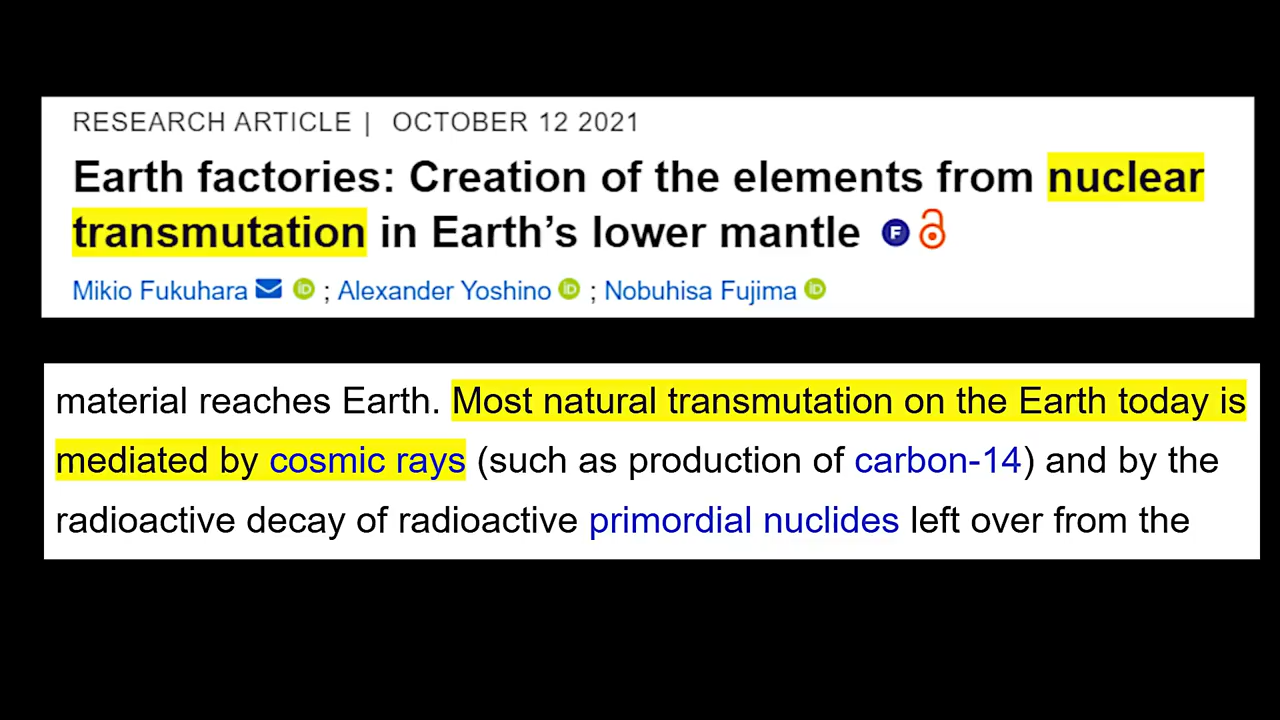 RESEARCH ARTICLE | OCTOBER 12 2021
Earth factories: Creation of the elements from nuclear
transmutation in Earth's lower mantle F
Mikio Fukuhara iD ; Alexander Yoshino iD ; Nobuhisa Fujima iD
material reaches Earth. Most natural transmutation on the Earth today is
mediated by cosmic rays (such as production of carbon-14) and by the
radioactive decay of radioactive primordial nuclides left over from the